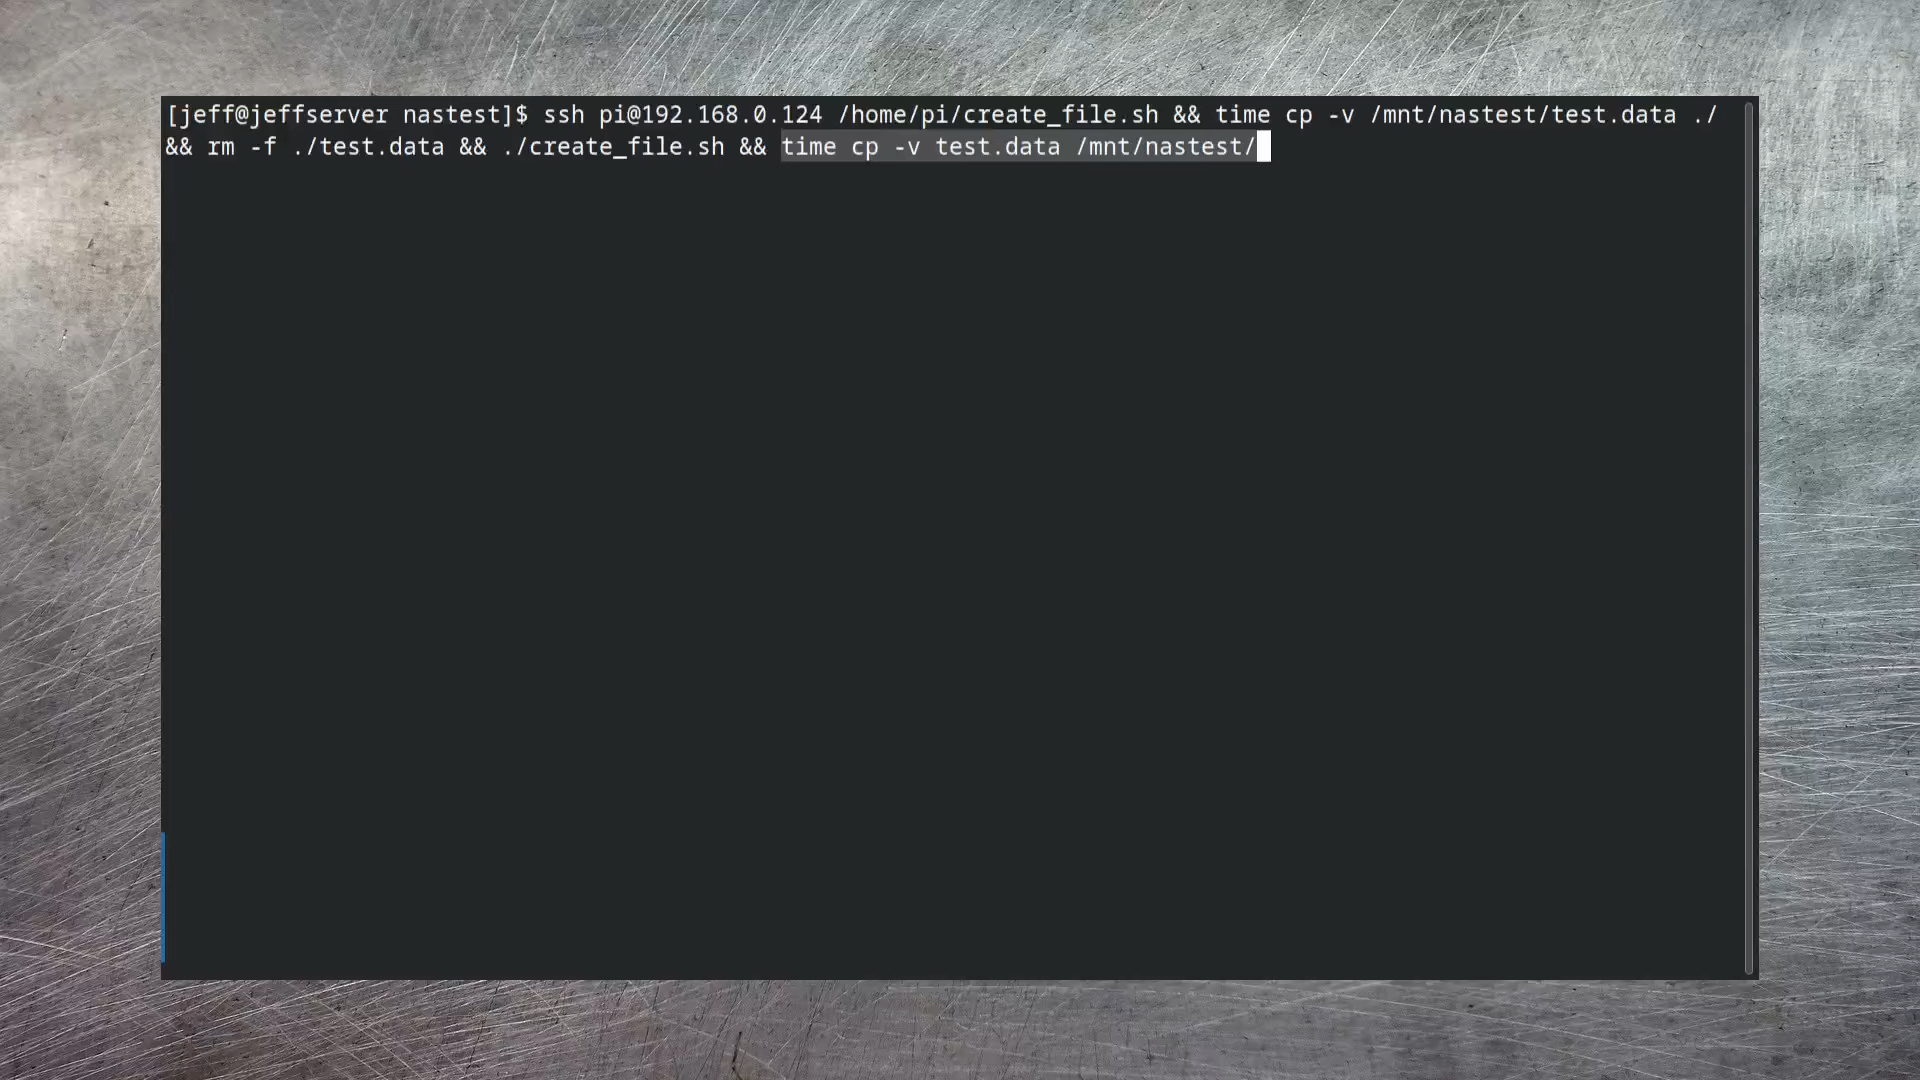 [jeff@jeffserver nastest]$ ssh pi@192.168.0.124 /home/pi/create_file.sh && time cp -v /mnt/nastest/test.data ./
&& rm -f ./test.data && ./create_file.sh && time cp -v test.data /mnt/nastest/